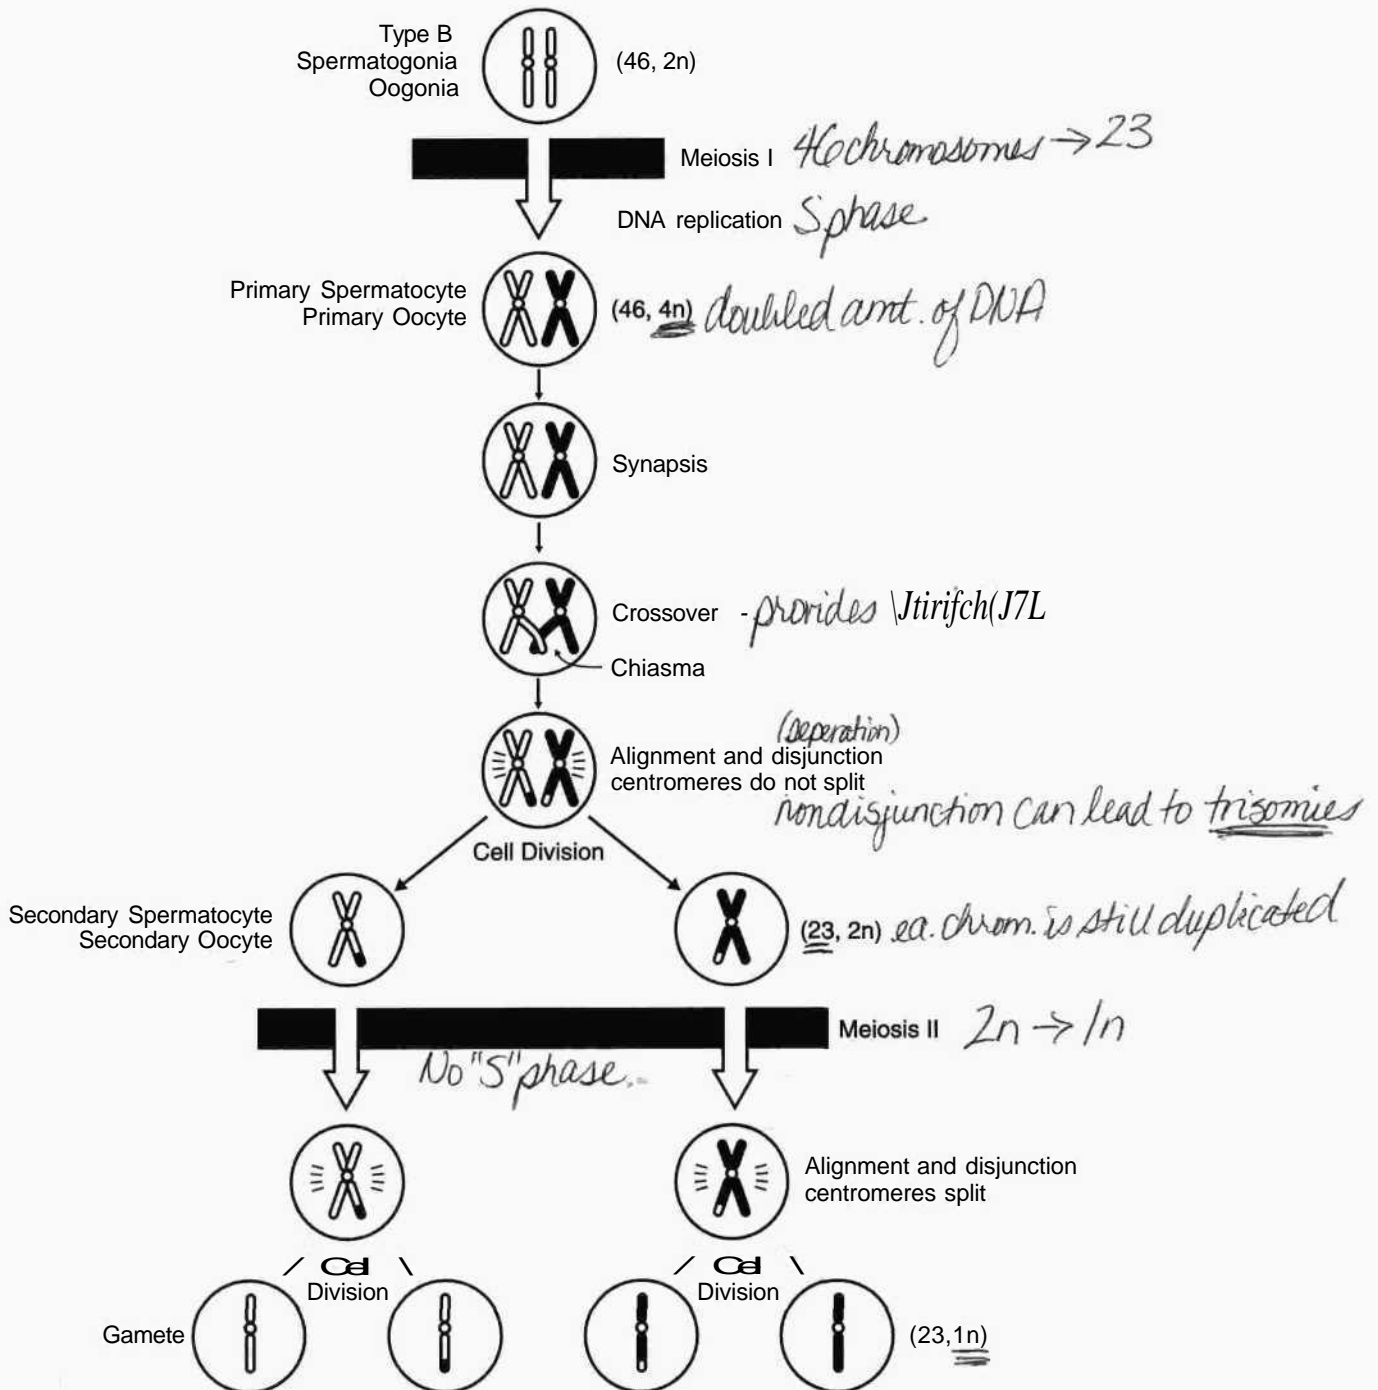 Type B
Spermatogonia
Oogonia
(46, 2n)
Meiosis I 46 chromosomes → 23
DNA replication S phase
Primary Spermatocyte
Primary Oocyte
(46, 4n) doubled amt. of DNA
Synapsis
Crossover - provides
Chiasma
(seperation)
Alignment and disjunction
centromeres do not split
nondisjunction can lead to trisomies
Cell Division
Secondary Spermatocyte
Secondary Oocyte
(23, 2n) ea. chrom. is still duplicated
Meiosis II 2n → 1n
No "S" phase.
Alignment and disjunction
centromeres split
/ Cell \ / Cell \
Division Division
Gamete
(23,1n)